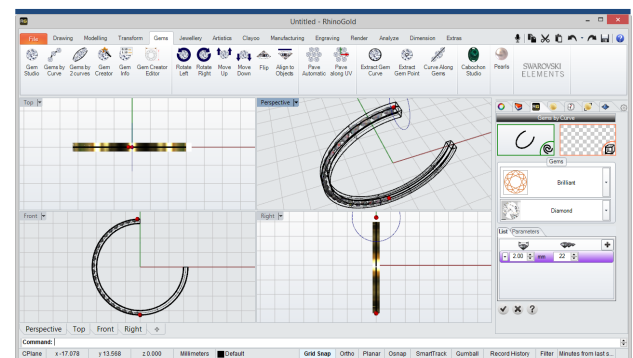 Untitled - RhinoGold
File Drawing Modelling Transform Gems Jewellery Artistics Clayoo Manufacturing Engraving Render Analyze Dimension Extras
Gem Studio
Gems by Curve
Gems by 2 curves
Gem Creator
Gem Info
Gem Creator Editor
Rotate Left
Rotate Right
Move Up
Move Down
Flip
Align to Objects
Pave Automatic
Pave along UV
Extract Gem Curve
Extract Gem Point
Curve Along Gems
Cabochon Studio
Pearls
SWAROVSKI
ELEMENTS
Top
Perspective
Front
Right
Gems by Curve
Gems
Brilliant
Diamond
List Parameters
2.00 mm 22
Perspective Top Front Right
Command:
CPlane x -17.078 y 13.568 z 0.000 Millimeters Default Grid Snap Ortho Planar Osnap SmartTrack Gumball Record History Filter Minutes from last s...